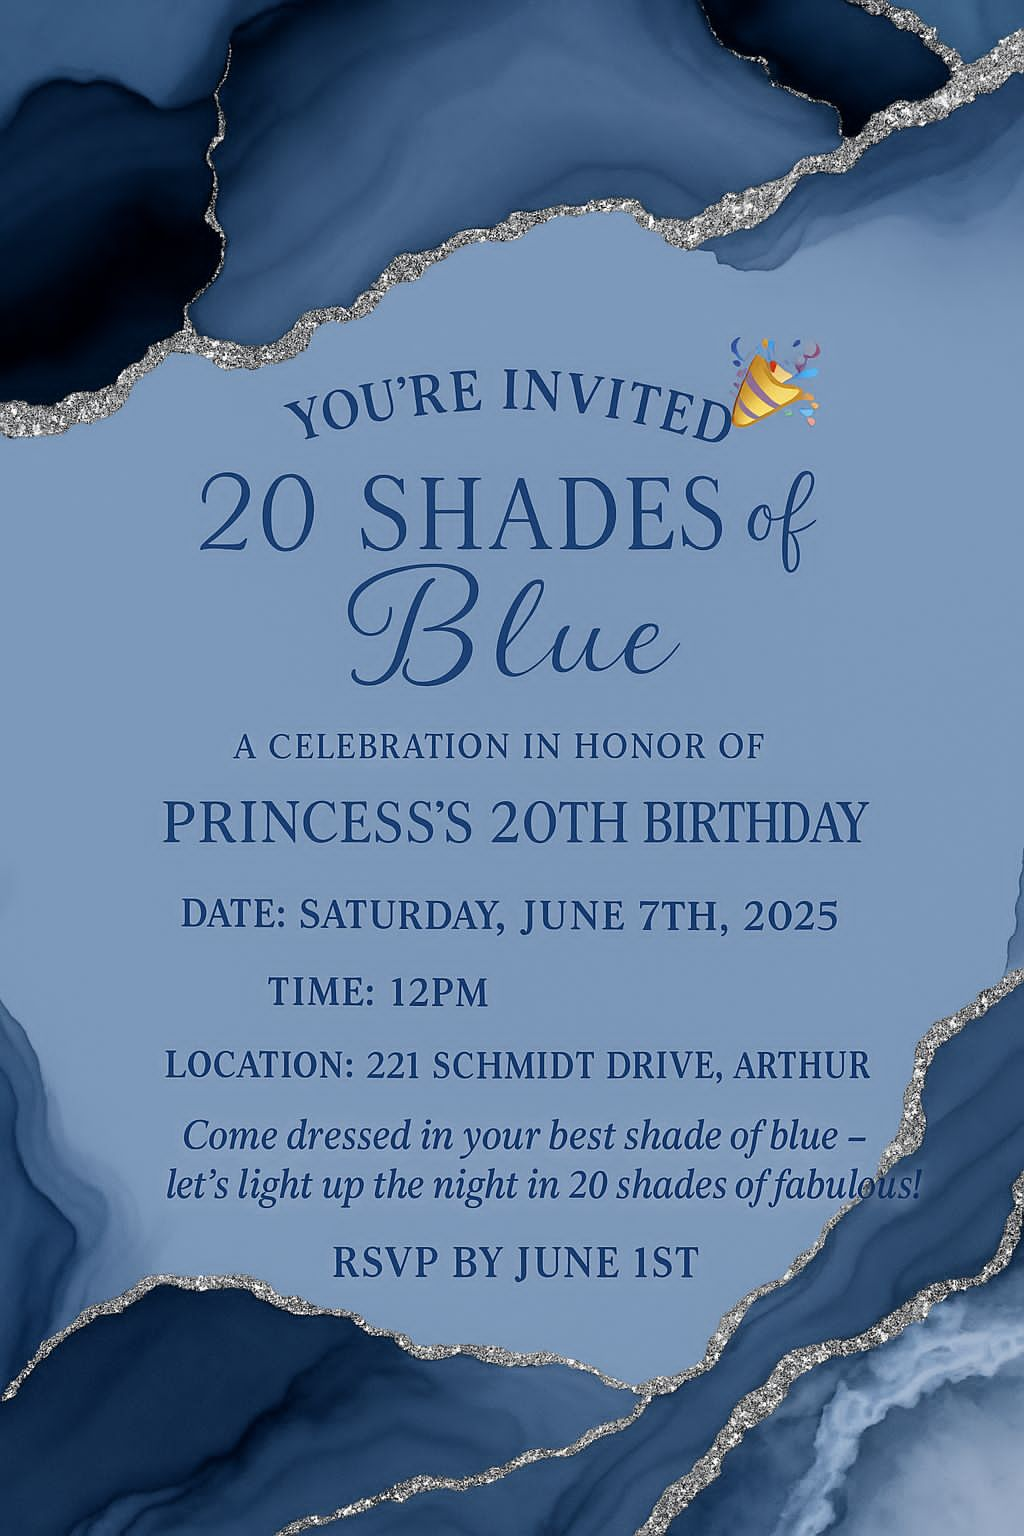 YOU'RE INVITED
20 SHADES of
Blue
A CELEBRATION IN HONOR OF
PRINCESS'S 20TH BIRTHDAY
DATE: SATURDAY, JUNE 7TH, 2025
TIME: 12PM
LOCATION: 221 SCHMIDT DRIVE, ARTHUR
Come dressed in your best shade of blue –
let's light up the night in 20 shades of fabulous!
RSVP BY JUNE 1ST